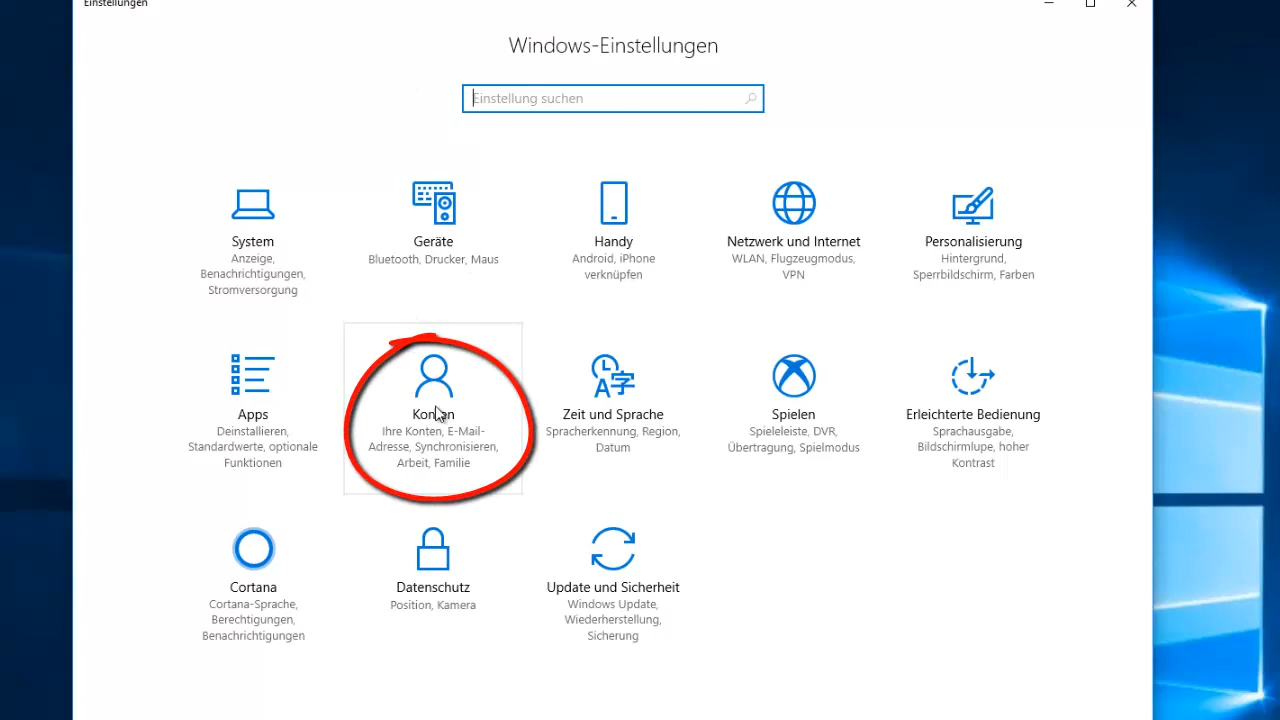 Einstellungen
Windows-Einstellungen
Einstellung suchen
System
Anzeige,
Benachrichtigungen,
Stromversorgung
Geräte
Bluetooth, Drucker, Maus
Handy
Android, iPhone
verknüpfen
Netzwerk und Internet
WLAN, Flugzeugmodus,
VPN
Personalisierung
Hintergrund,
Sperrbildschirm, Farben
Apps
Deinstallieren,
Standardwerte, optionale
Funktionen
Konten
Ihre Konten, E-Mail-
Adresse, Synchronisieren,
Arbeit, Familie
Zeit und Sprache
Spracherkennung, Region,
Datum
Spielen
Spieleleiste, DVR,
Übertragung, Spielmodus
Erleichterte Bedienung
Sprachausgabe,
Bildschirmlupe, hoher
Kontrast
Cortana
Cortana-Sprache,
Berechtigungen,
Benachrichtigungen
Datenschutz
Position, Kamera
Update und Sicherheit
Windows Update,
Wiederherstellung,
Sicherung